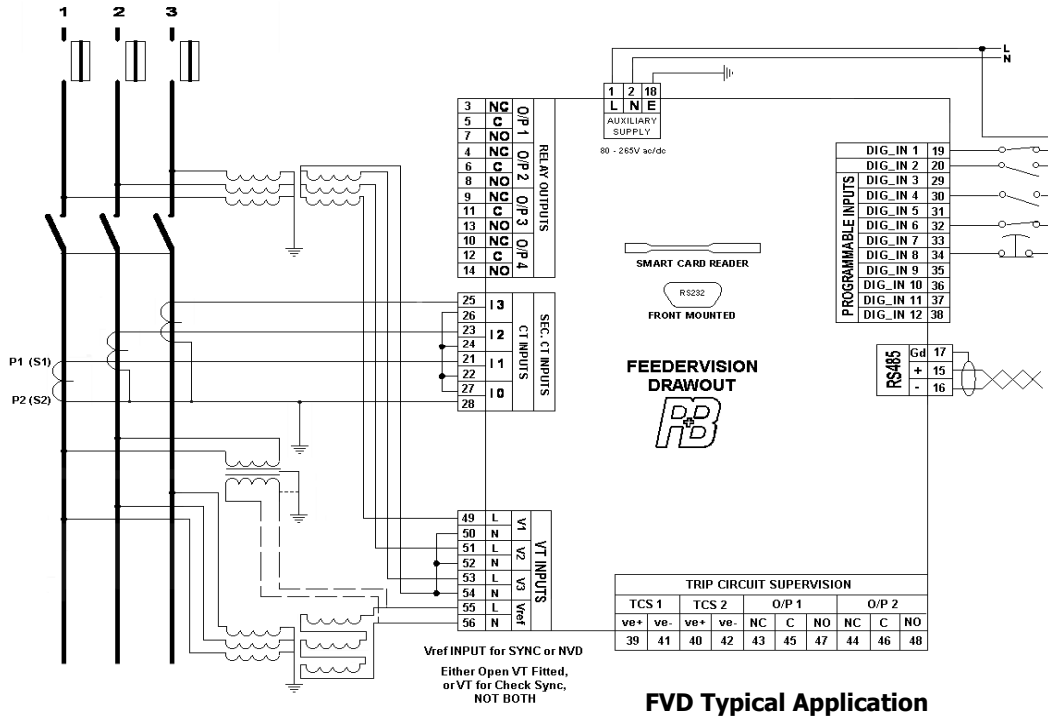 1 2 3
L
N
1 2 18
L N E
AUXILIARY
SUPPLY
80 - 265V ac/dc
3 NC
5 C
7 NO
O/P 1
4 NC
6 C
8 NO
O/P 2
9 NC
11 C
13 NO
O/P 3
10 NC
12 C
14 NO
O/P 4
RELAY OUTPUTS
DIG_IN 1 19
DIG_IN 2 20
DIG_IN 3 29
DIG_IN 4 30
DIG_IN 5 31
DIG_IN 6 32
DIG_IN 7 33
DIG_IN 8 34
DIG_IN 9 35
DIG_IN 10 36
DIG_IN 11 37
DIG_IN 12 38
PROGRAMMABLE INPUTS
SMART CARD READER
RS232
FRONT MOUNTED
25
26
I3
23
24
I2
21
22
I1
27
28
I0
CT INPUTS
SEC. CT INPUTS
P1 (S1)
P2 (S2)
RS485
Gd 17
+ 15
- 16
FEEDERVISION
DRAWOUT
P+B
49 L
50 N
V1
51 L
52 N
V2
53 L
54 N
V3
55 L
56 N
Vref
VT INPUTS
TRIP CIRCUIT SUPERVISION
TCS 1 TCS 2 O/P 1 O/P 2
ve+ ve- ve+ ve- NC C NO NC C NO
39 41 40 42 43 45 47 44 46 48
Vref INPUT for SYNC or NVD
Either Open VT Fitted,
or VT for Check Sync,
NOT BOTH
FVD Typical Application